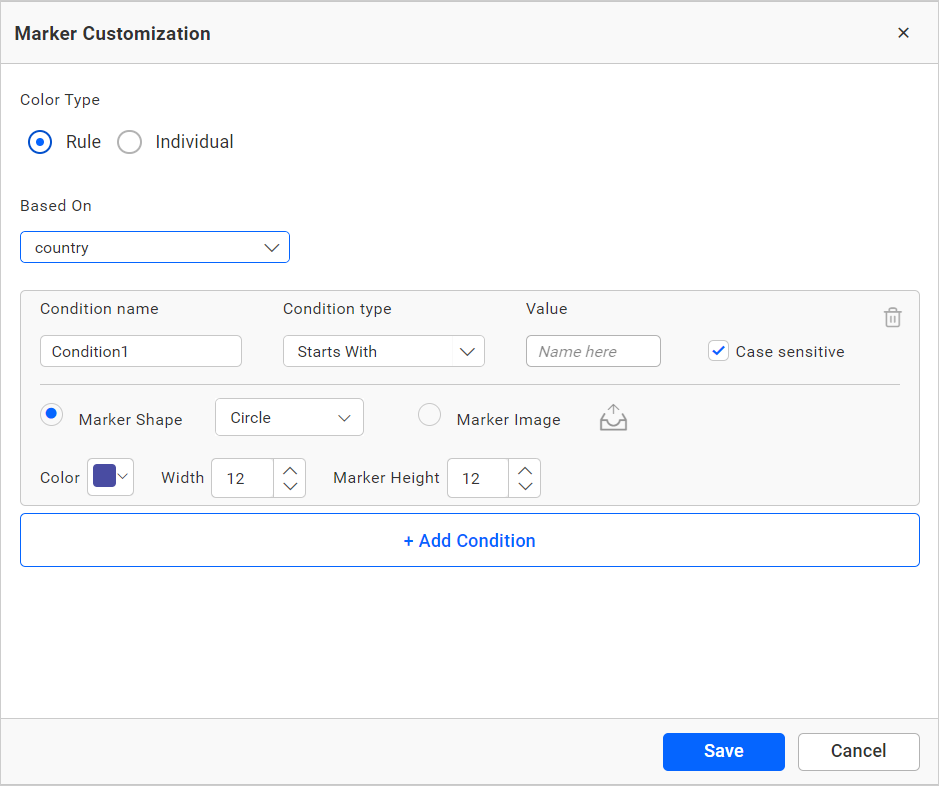 Marker Customization
Color Type
Rule Individual
Based On
country
Condition name Condition type Value
Condition1 Starts With Name here Case sensitive
Marker Shape Circle Marker Image
Color Width 12 Marker Height 12
+ Add Condition
Save Cancel